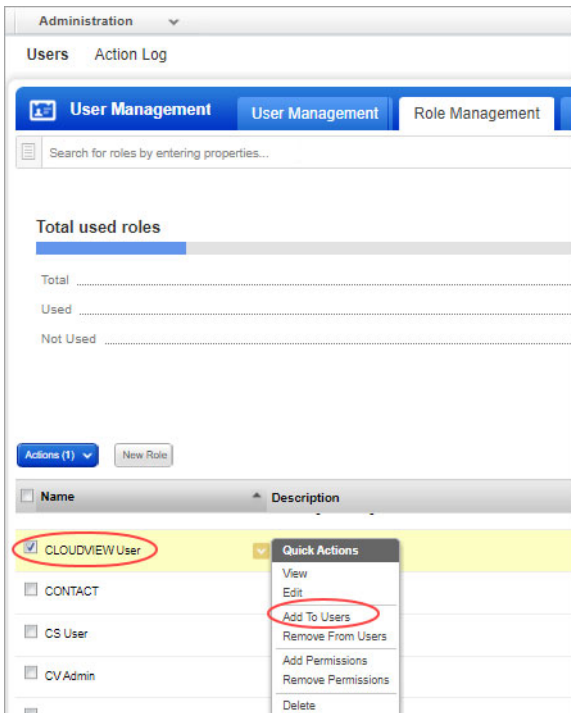 Administration
Users Action Log
User Management User Management Role Management
Search for roles by entering properties...
Total used roles
Total
Used
Not Used
Actions (1) New Role
Name Description
CLOUDVIEW User Quick Actions
View
Edit
CONTACT
Add To Users
CS User Remove From Users
Add Permissions
CV Admin Remove Permissions
Delete